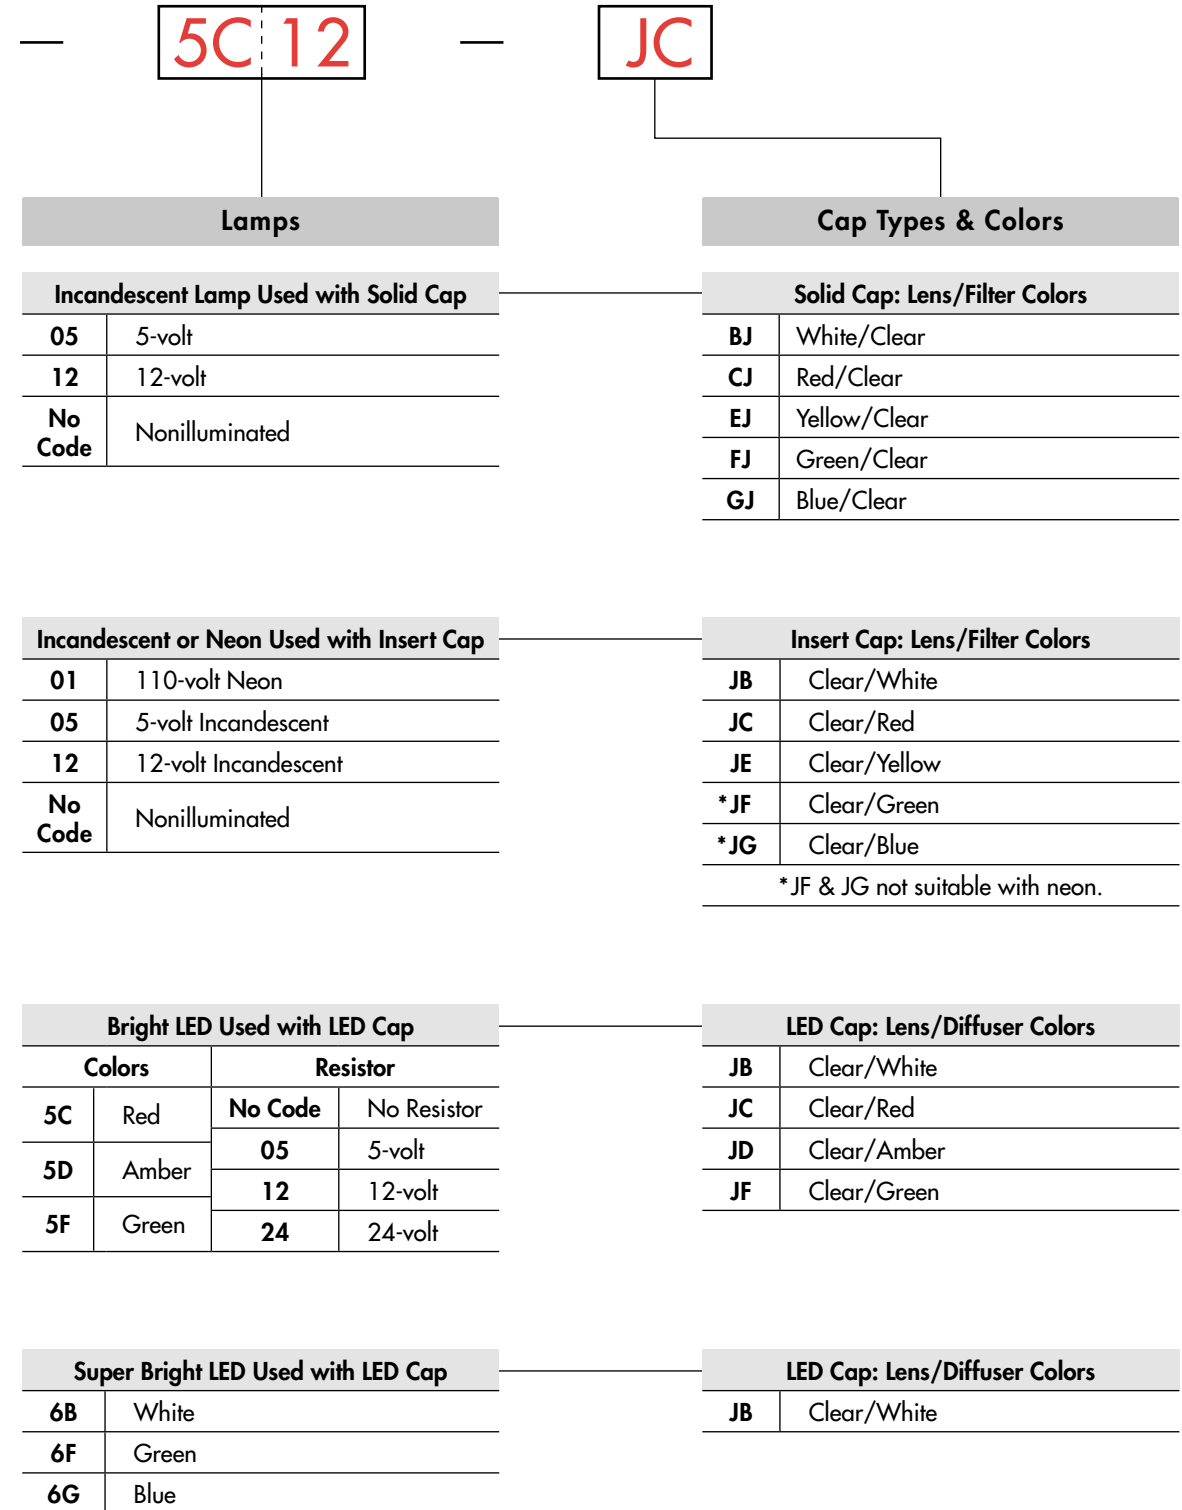 — 5C 12 — JC
Lamps
Cap Types & Colors
Incandescent Lamp Used with Solid Cap
05 5-volt
12 12-volt
No
Code Nonilluminated
Solid Cap: Lens/Filter Colors
BJ White/Clear
CJ Red/Clear
EJ Yellow/Clear
FJ Green/Clear
GJ Blue/Clear
Incandescent or Neon Used with Insert Cap
01 110-volt Neon
05 5-volt Incandescent
12 12-volt Incandescent
No
Code Nonilluminated
Insert Cap: Lens/Filter Colors
JB Clear/White
JC Clear/Red
JE Clear/Yellow
*JF Clear/Green
*JG Clear/Blue
*JF & JG not suitable with neon.
Bright LED Used with LED Cap
Colors Resistor
5C Red
5D Amber
5F Green
No Code No Resistor
05 5-volt
12 12-volt
24 24-volt
LED Cap: Lens/Diffuser Colors
JB Clear/White
JC Clear/Red
JD Clear/Amber
JF Clear/Green
Super Bright LED Used with LED Cap
6B White
6F Green
6G Blue
LED Cap: Lens/Diffuser Colors
JB Clear/White